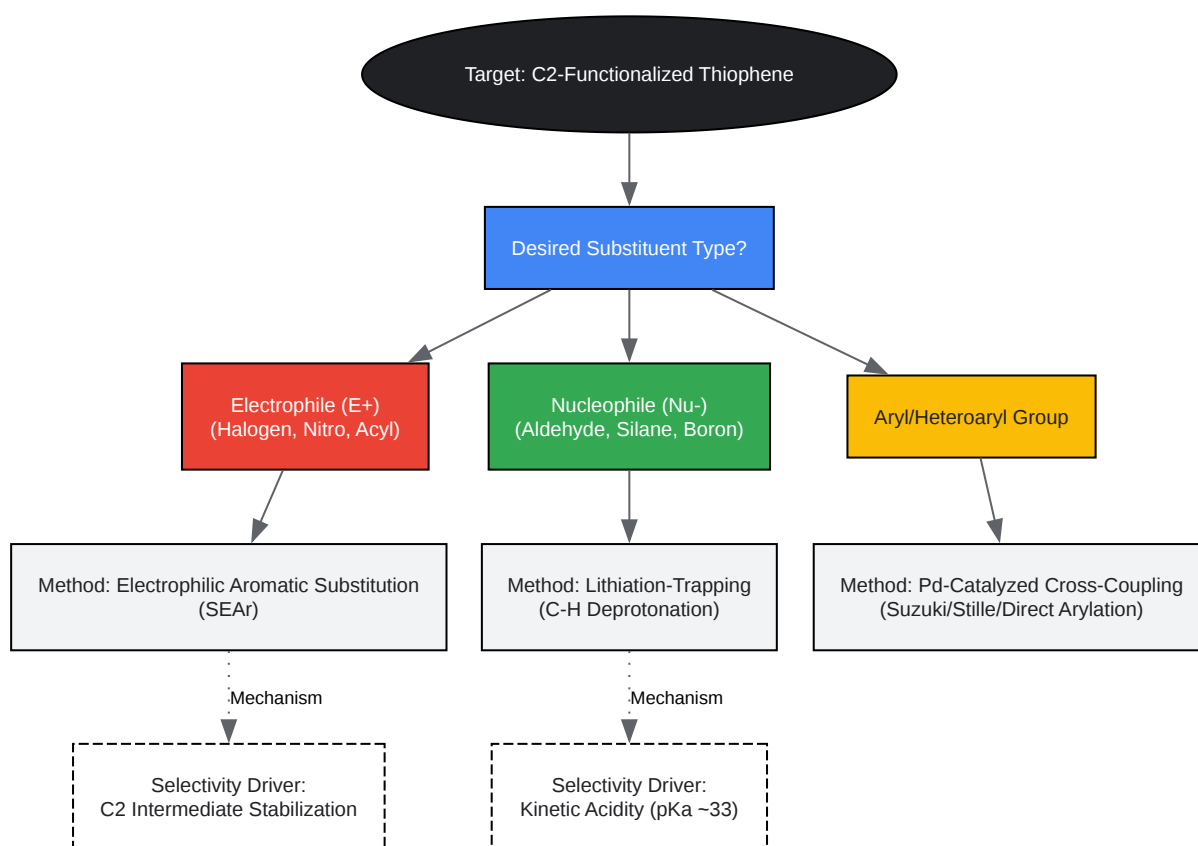 Target: C2-Functionalized Thiophene
Desired Substituent Type?
Electrophile (E+)
(Halogen, Nitro, Acyl)
Nucleophile (Nu-)
(Aldehyde, Silane, Boron)
Aryl/Heteroaryl Group
Method: Electrophilic Aromatic Substitution
(SEAr)
Method: Lithiation-Trapping
(C-H Deprotonation)
Method: Pd-Catalyzed Cross-Coupling
(Suzuki/Stille/Direct Arylation)
Mechanism
Mechanism
Selectivity Driver:
C2 Intermediate Stabilization
Selectivity Driver:
Kinetic Acidity (pKa ~33)